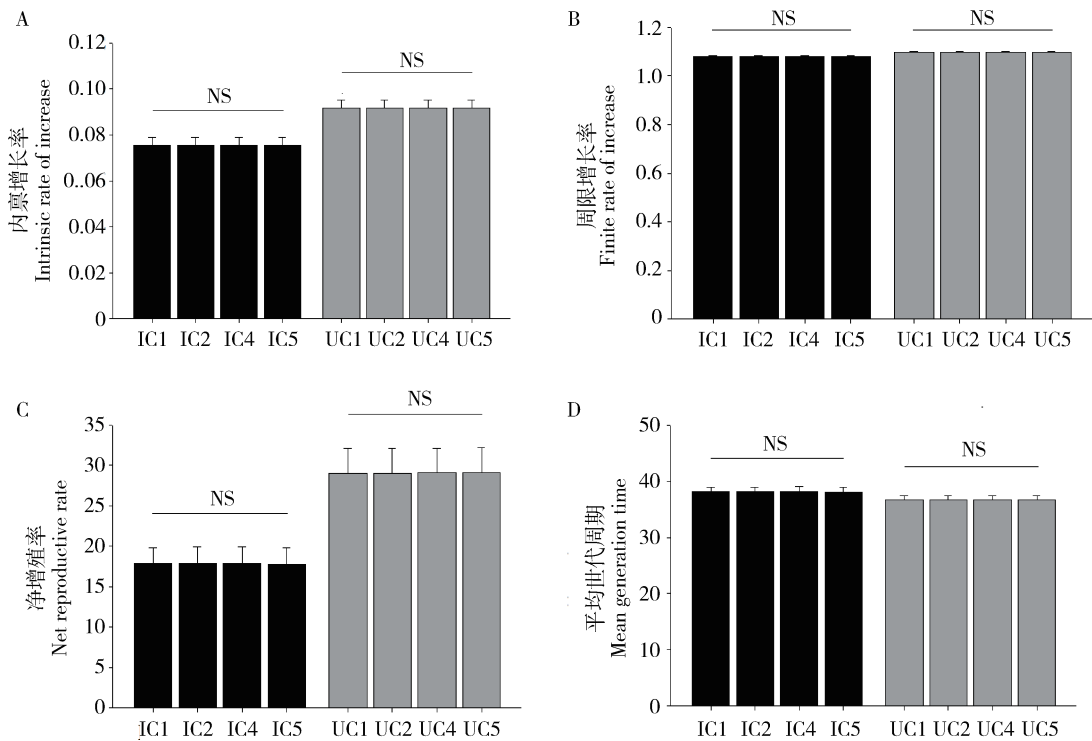 A
内禀增长率
Intrinsic rate of increase
0.12
0.10
0.08
0..06
0.04
0.02
0
NS
NS
IC1 IC2 IC4 IC5 UC1 UC2 UC4 UC5
B
周限增长率
Finite rate of increase
1.2
1.0
0.8
0.6
0.4
0.2
0
NS
NS
IC1 IC2 IC4 IC5 UC1 UC2 UC4 UC5
C
净增殖率
Net reproductive rate
35
30
25
20
15
10
5
0
NS
NS
IC1 IC2 IC4 IC5 UC1 UC2 UC4 UC5
D
平均世代周期
Mean generation time
50
40
30
20
10
0
NS
NS
IC1 IC2 IC4 IC5 UC1 UC2 UC4 UC5